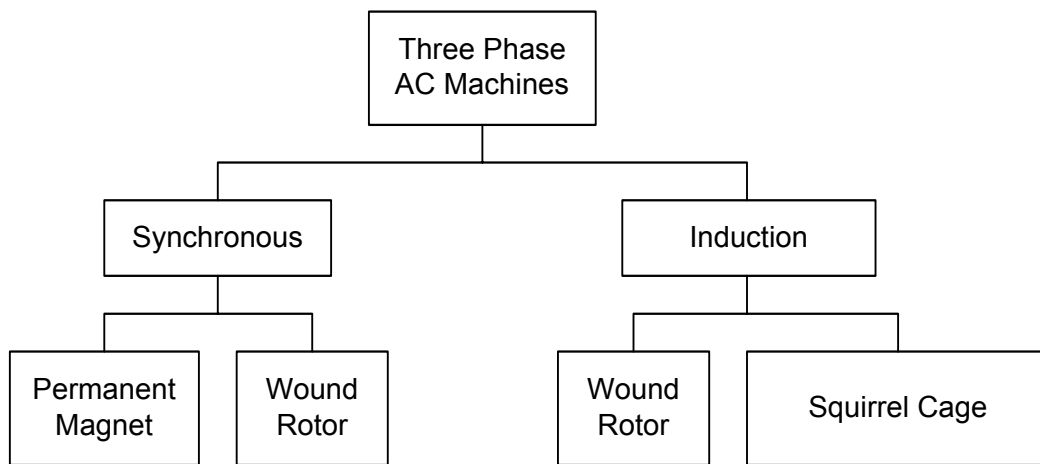 Three Phase
AC Machines
Synchronous
Induction
Permanent
Magnet
Wound
Rotor
Wound
Rotor
Squirrel Cage